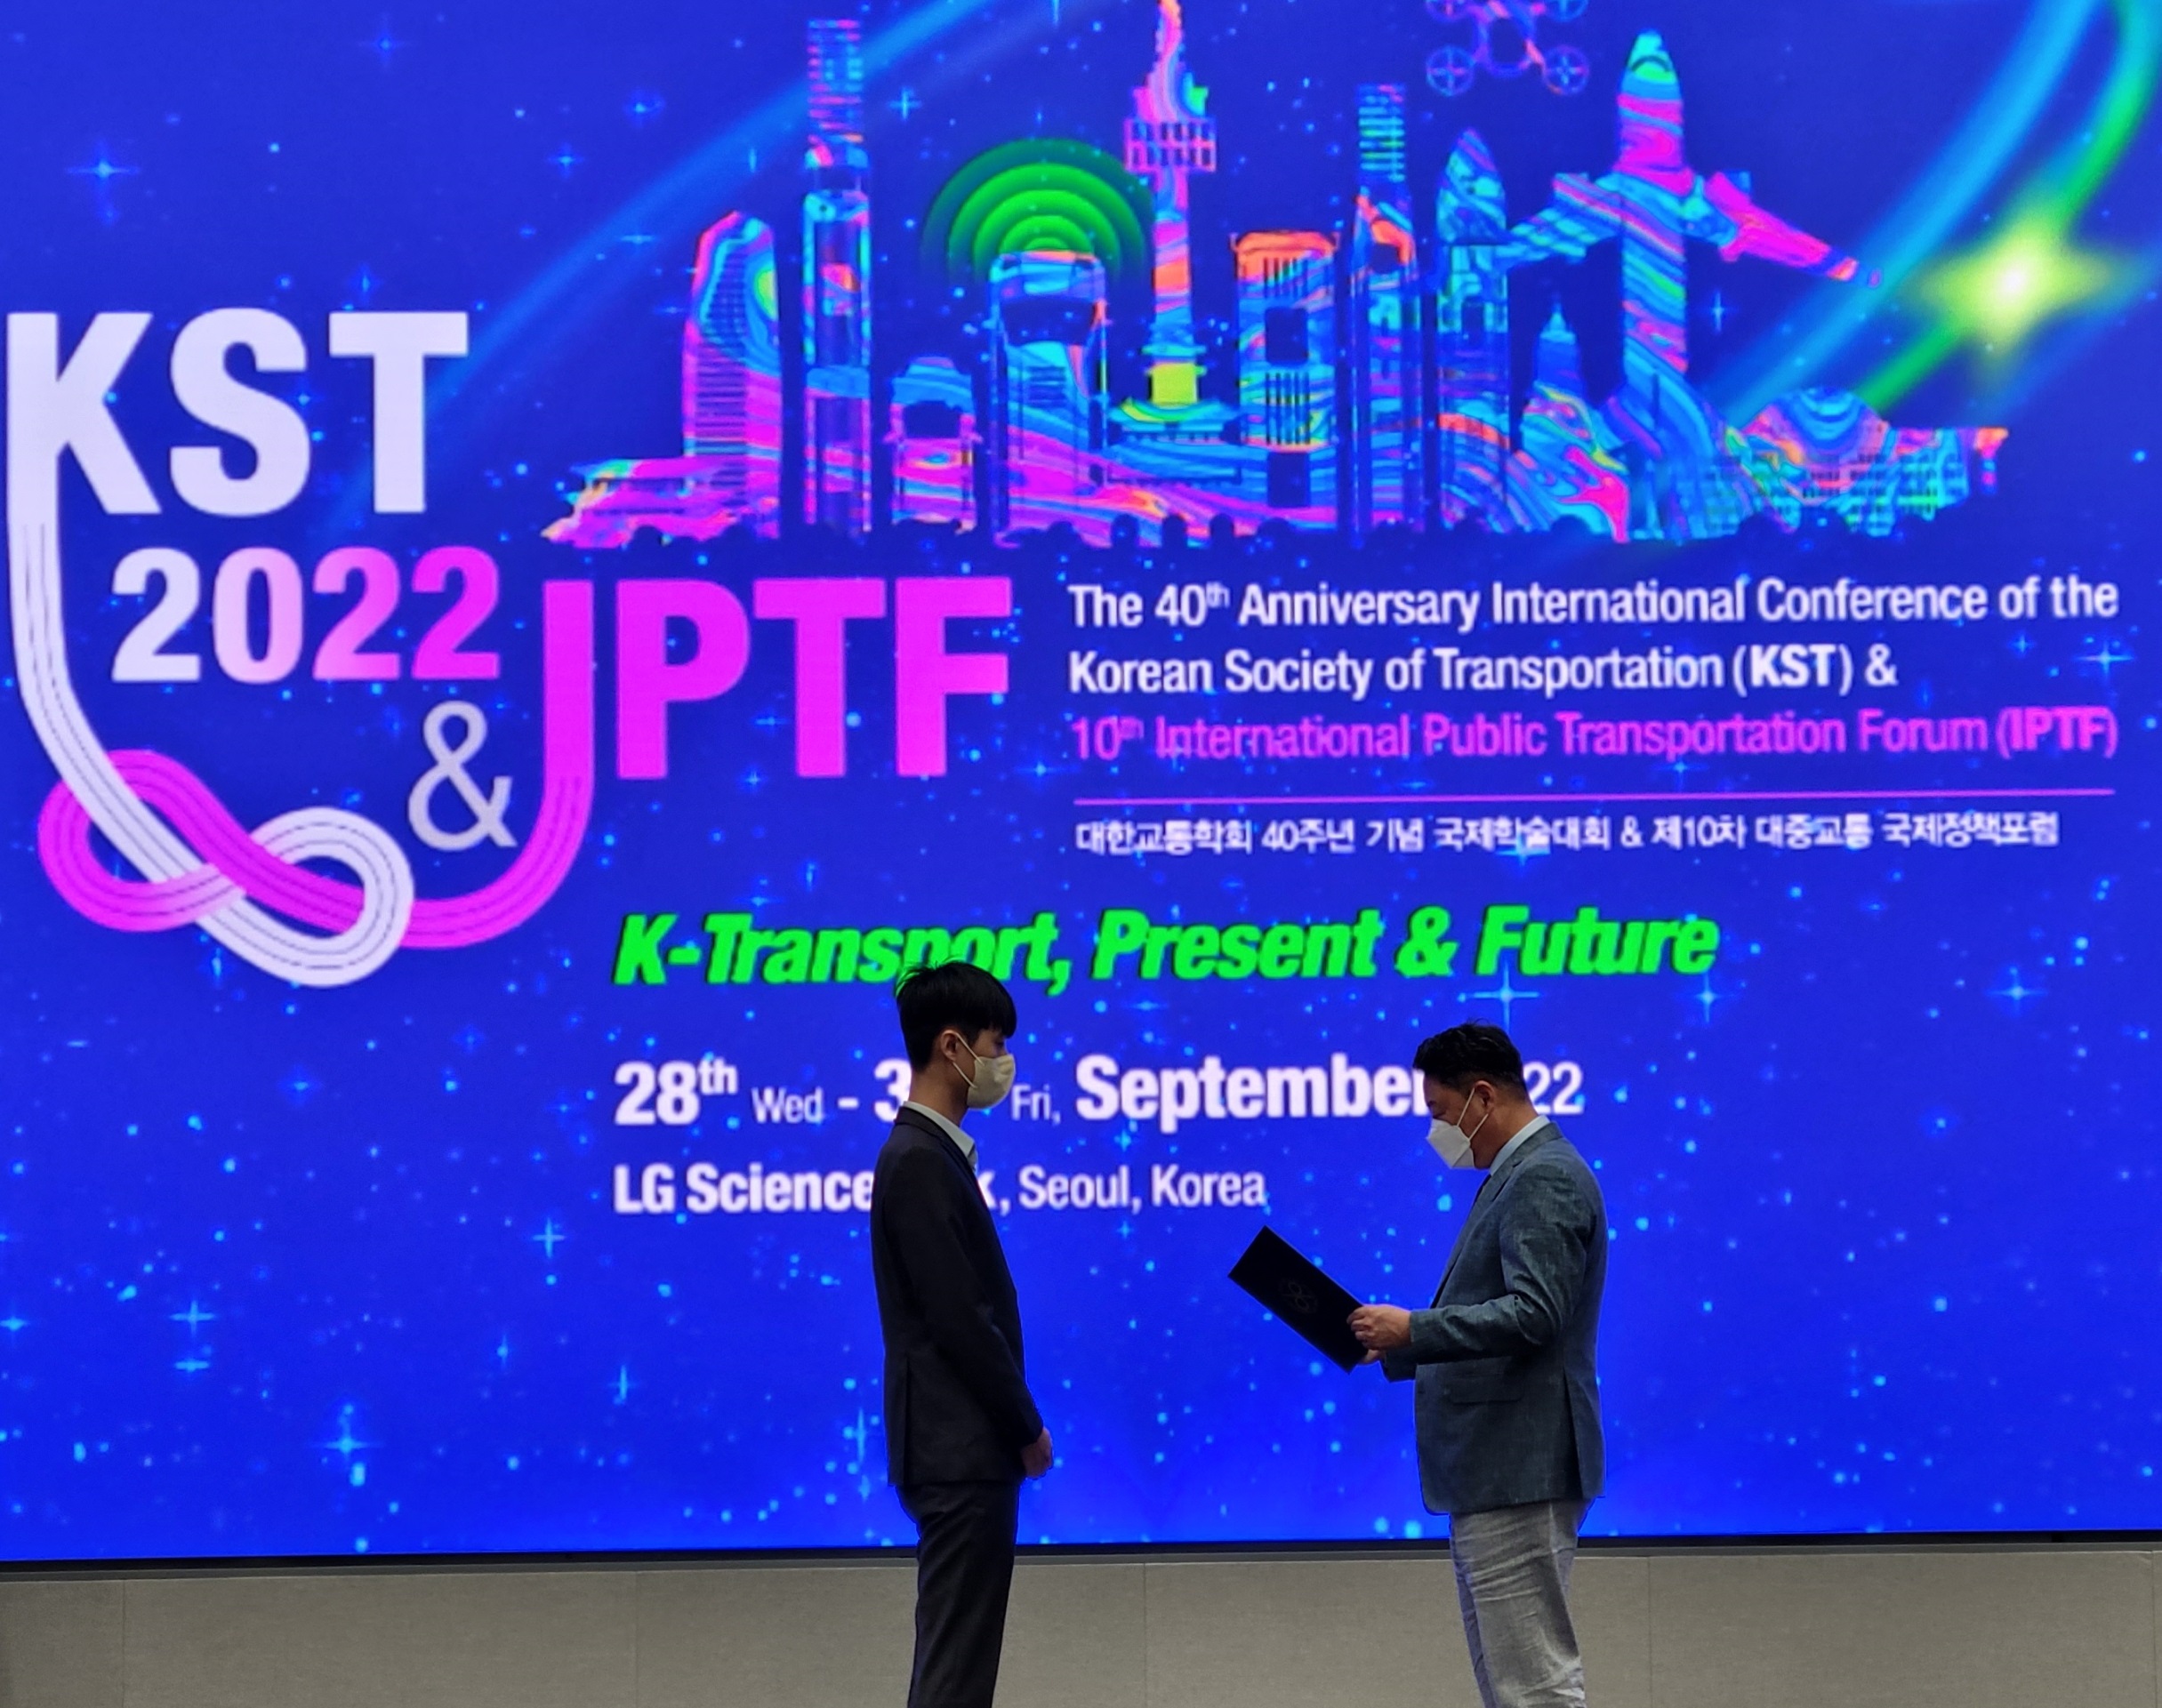 KST
2022
& IPTF
The 40th Anniversary International Conference of the
Korean Society of Transportation (KST) &
10th International Public Transportation Forum (IPTF)
대한교통학회 40주년 기념 국제학술대회 & 제10차 대중교통 국제정책포럼
K-Transport, Present & Future
28th Wed - 3 Fri, September 22
LG Science k, Seoul, Korea